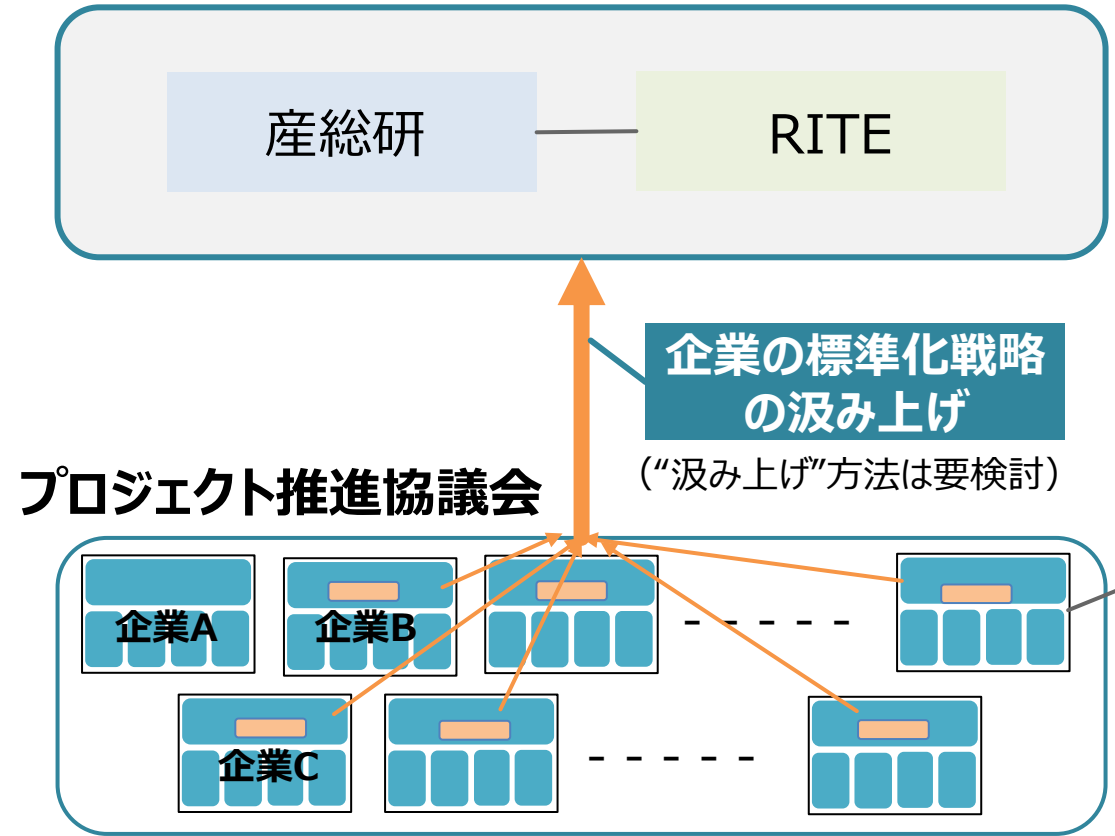 産総研
RITE
企業の標準化戦略
の汲み上げ
（“汲み上げ”方法は要検討）
プロジェクト推進協議会
企業A
企業B
企業C